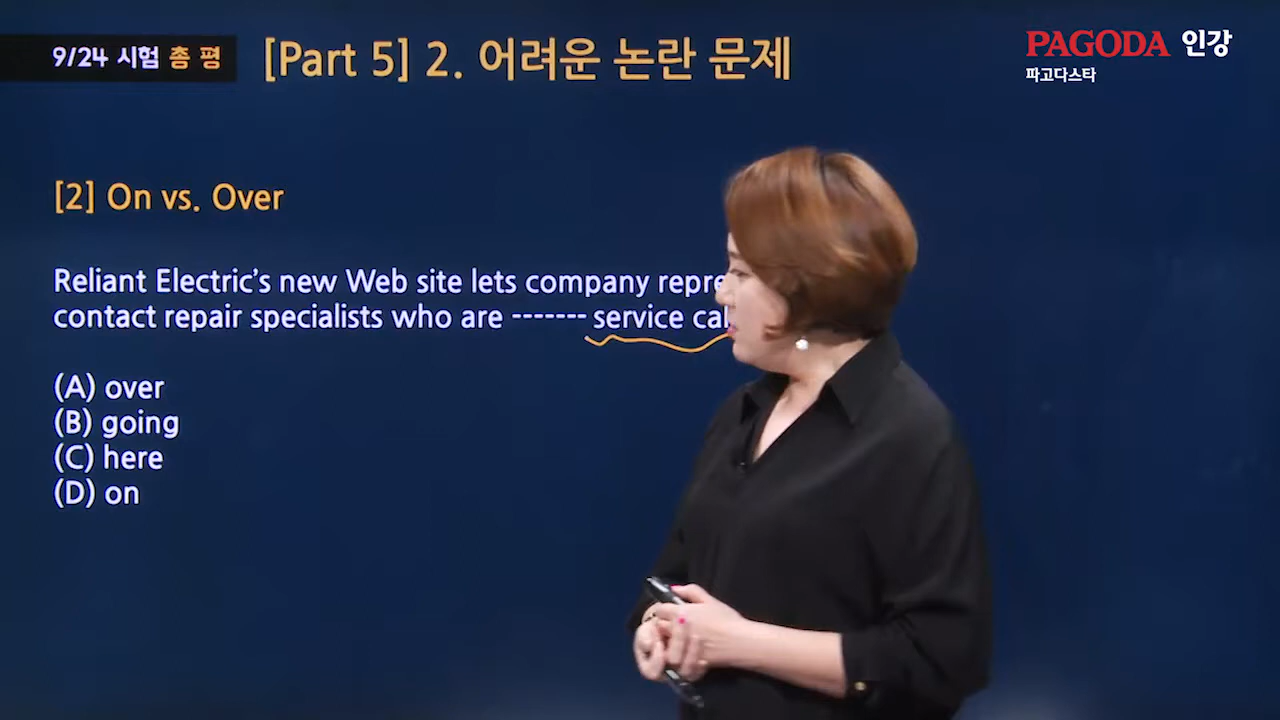 9/24 시험 총 평
[Part 5] 2. 어려운 논란 문제
PAGODA 인강
파고다스타
[2] On vs. Over
Reliant Electric's new Web site lets company
contact repair specialists who are ------- service
(A) over
(B) going
(C) here
(D) on